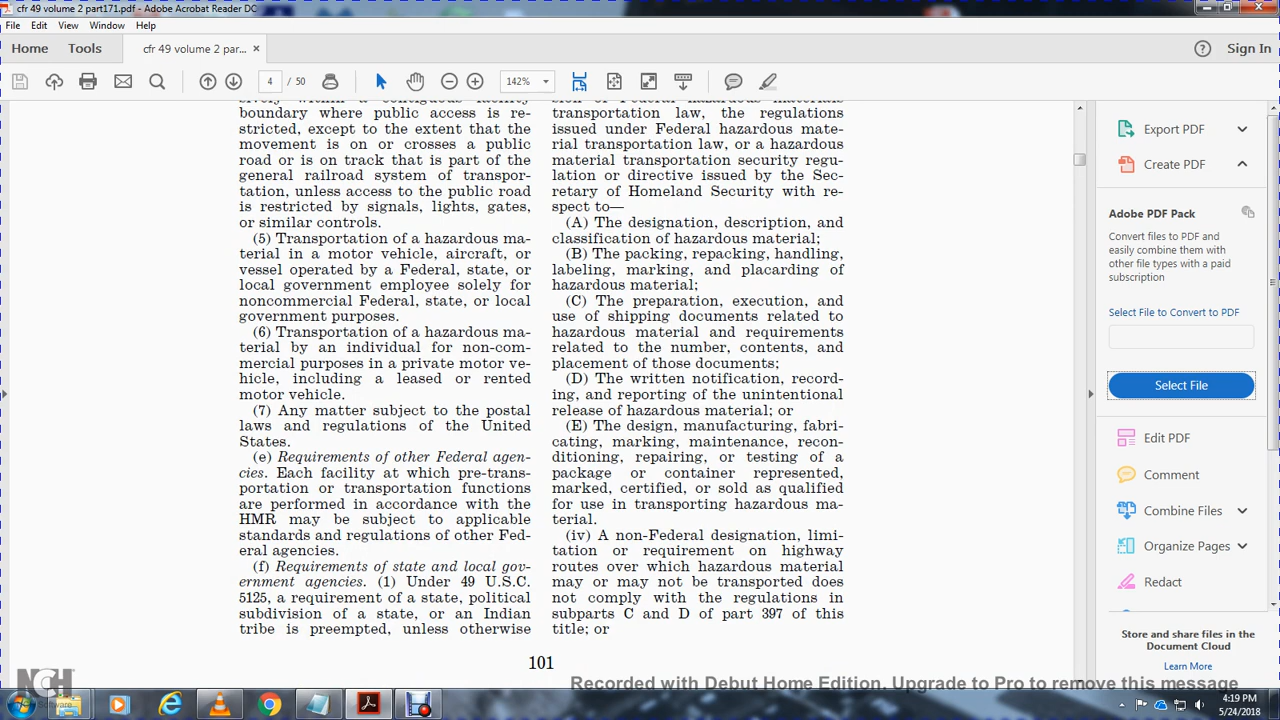 cfr 49 volume 2 part171.pdf - Adobe Acrobat Reader DC
File Edit View Window Help
Home Tools cfr 49 volume 2 par... × Sign In
4 / 50 142%
sively within a contiguous facility
boundary where public access is re-
stricted, except to the extent that the
movement is on or crosses a public
road or is on track that is part of the
general railroad system of transpor-
tation, unless access to the public road
is restricted by signals, lights, gates,
or similar controls.
(5) Transportation of a hazardous ma-
terial in a motor vehicle, aircraft, or
vessel operated by a Federal, state, or
local government employee solely for
noncommercial Federal, state, or local
government purposes.
(6) Transportation of a hazardous ma-
terial by an individual for non-com-
mercial purposes in a private motor ve-
hicle, including a leased or rented
motor vehicle.
(7) Any matter subject to the postal
laws and regulations of the United
States.
(e) Requirements of other Federal agen-
cies. Each facility at which pre-trans-
portation or transportation functions
are performed in accordance with the
HMR may be subject to applicable
standards and regulations of other Fed-
eral agencies.
(f) Requirements of state and local gov-
ernment agencies. (1) Under 49 U.S.C.
5125, a requirement of a state, political
subdivision of a state, or an Indian
tribe is preempted, unless otherwise
sion of Federal hazardous materials
transportation law, the regulations
issued under Federal hazardous mate-
rial transportation law, or a hazardous
material transportation security regu-
lation or directive issued by the Sec-
retary of Homeland Security with re-
spect to—
(A) The designation, description, and
classification of hazardous material;
(B) The packing, repacking, handling,
labeling, marking, and placarding of
hazardous material;
(C) The preparation, execution, and
use of shipping documents related to
hazardous material and requirements
related to the number, contents, and
placement of those documents;
(D) The written notification, record-
ing, and reporting of the unintentional
release of hazardous material; or
(E) The design, manufacturing, fabri-
cating, marking, maintenance, recon-
ditioning, repairing, or testing of a
package or container represented,
marked, certified, or sold as qualified
for use in transporting hazardous ma-
terial.
(iv) A non-Federal designation, limi-
tation or requirement on highway
routes over which hazardous material
may or may not be transported does
not comply with the regulations in
subparts C and D of part 397 of this
title; or
101
Export PDF
Create PDF
Adobe PDF Pack
Convert files to PDF and
easily combine them with
other file types with a paid
subscription
Select File to Convert to PDF
Select File
Edit PDF
Comment
Combine Files
Organize Pages
Redact
Store and share files in the
Document Cloud
Learn More
NCH
Software
Recorded with Debut Home Edition. Upgrade to Pro to remove this message
4:19 PM
5/24/2018